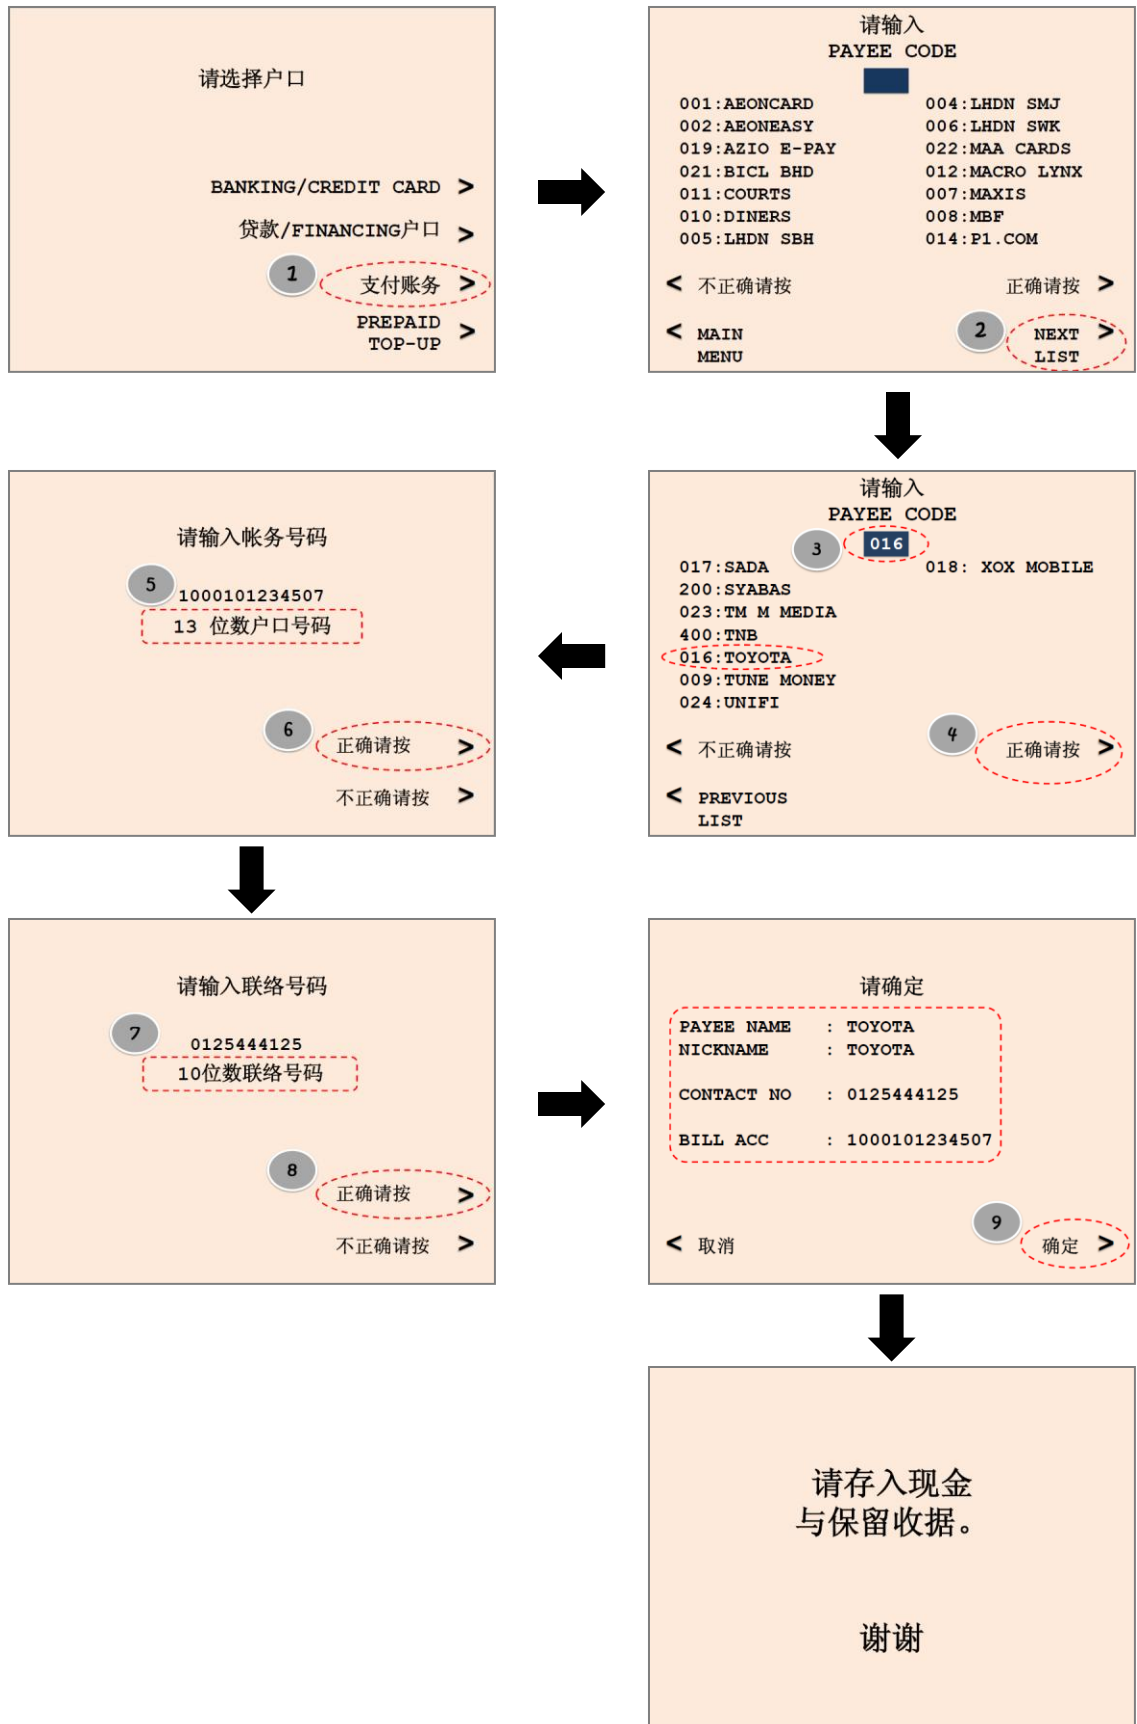 请选择户口
BANKING/CREDIT CARD >
贷款/FINANCING户口 >
1
支付账务 >
PREPAID >
TOP-UP
请输入
PAYEE CODE
001:AEONCARD 004:LHDN SMJ
002:AEONEASY 006:LHDN SWK
019:AZIO E-PAY 022:MAA CARDS
021:BICL BHD 012:MACRO LYNX
011:COURTS 007:MAXIS
010:DINERS 008:MBF
005:LHDN SBH 014:P1.COM
< 不正确请按 正确请按 >
2
< MAIN NEXT >
MENU LIST
请输入
PAYEE CODE
3
016
017:SADA 018: XOX MOBILE
200:SYABAS
023:TM M MEDIA
400:TNB
016:TOYOTA
009:TUNE MONEY
024:UNIFI
4
< 不正确请按 正确请按 >
< PREVIOUS
LIST
请输入帐务号码
5
1000101234507
13 位数户口号码
6
正确请按 >
不正确请按 >
请输入联络号码
7
0125444125
10位数联络号码
8
正确请按 >
不正确请按 >
请确定
PAYEE NAME : TOYOTA
NICKNAME : TOYOTA
CONTACT NO : 0125444125
BILL ACC : 1000101234507
9
< 取消 确定 >
请存入现金
与保留收据。
谢谢